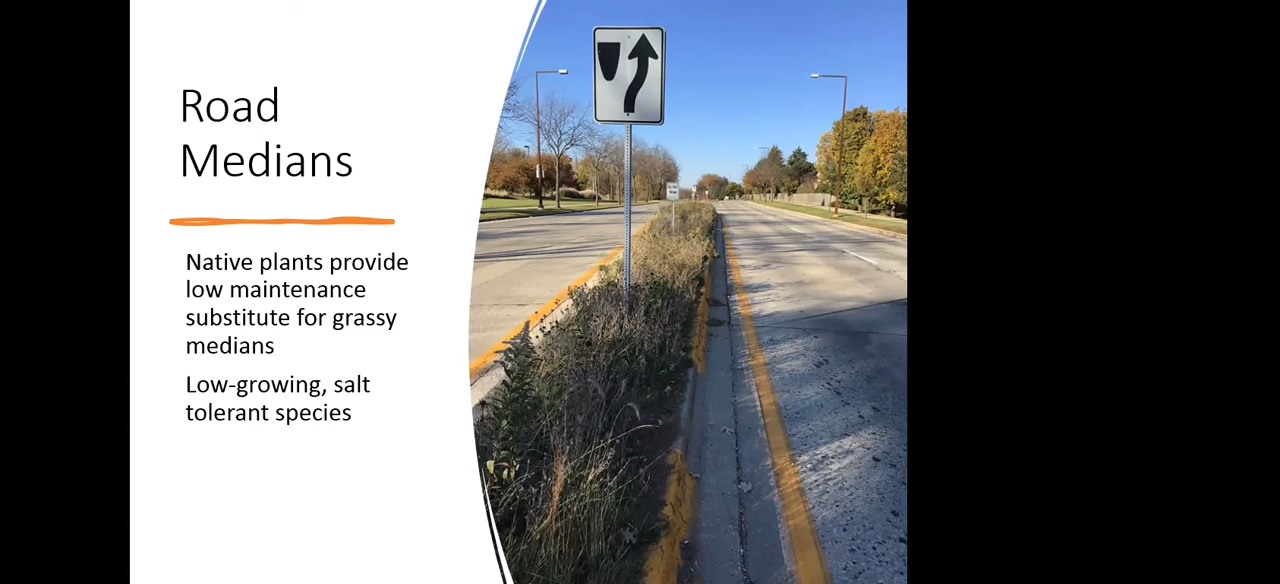 Road
Medians
Native plants provide
low maintenance
substitute for grassy
medians
Low-growing, salt
tolerant species